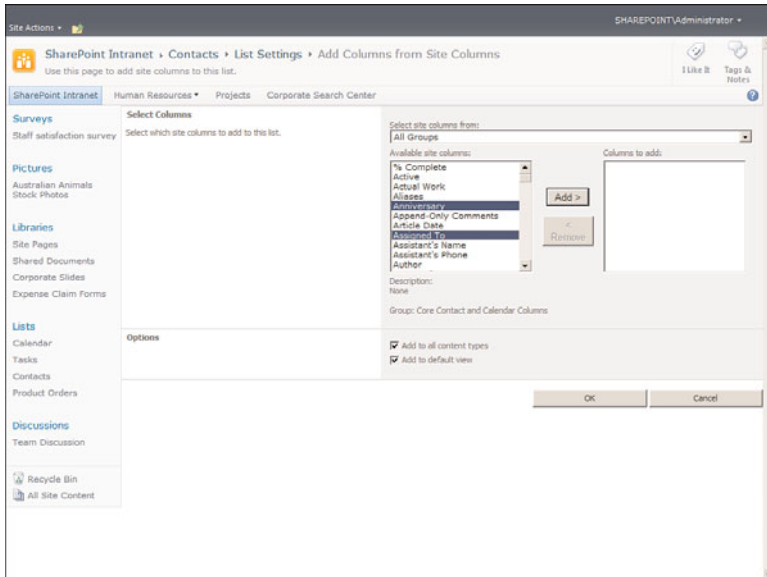 Site Actions
SHAREPOINT\Administrator
SharePoint Intranet › Contacts › List Settings › Add Columns from Site Columns
Use this page to add site columns to this list.
I Like It
Tags &
Notes
SharePoint Intranet Human Resources Projects Corporate Search Center
Surveys
Staff satisfaction survey
Pictures
Australian Animals
Stock Photos
Libraries
Site Pages
Shared Documents
Corporate Slides
Expense Claim Forms
Lists
Calendar
Tasks
Contacts
Product Orders
Discussions
Team Discussion
Recycle Bin
All Site Content
Select Columns
Select which site columns to add to this list.
Select site columns from:
All Groups
Available site columns:
% Complete
Active
Actual Work
Aliases
Anniversary
Append-Only Comments
Article Date
Assigned To
Assistant's Name
Assistant's Phone
Author
Add >
<
Remove
Columns to add:
Description:
None
Group: Core Contact and Calendar Columns
Options
Add to all content types
Add to default view
OK
Cancel